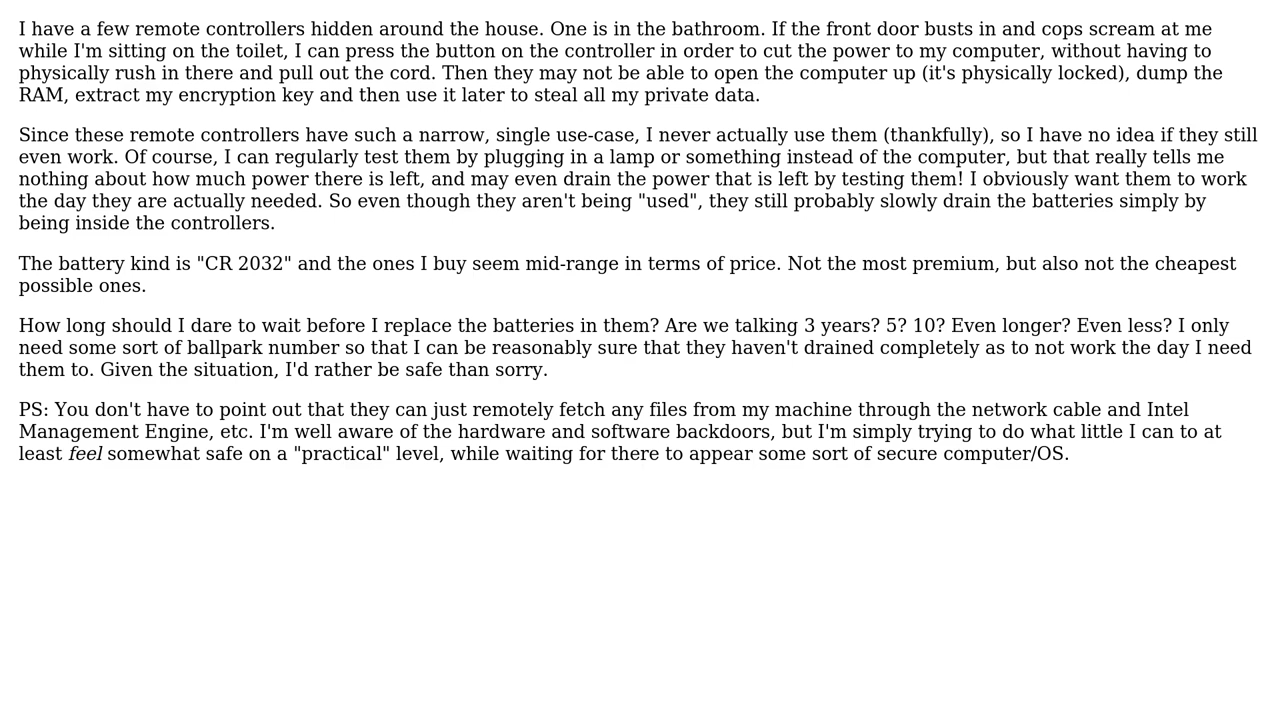 I have a few remote controllers hidden around the house. One is in the bathroom. If the front door busts in and cops scream at me
while I'm sitting on the toilet, I can press the button on the controller in order to cut the power to my computer, without having to
physically rush in there and pull out the cord. Then they may not be able to open the computer up (it's physically locked), dump the
RAM, extract my encryption key and then use it later to steal all my private data.
Since these remote controllers have such a narrow, single use-case, I never actually use them (thankfully), so I have no idea if they still
even work. Of course, I can regularly test them by plugging in a lamp or something instead of the computer, but that really tells me
nothing about how much power there is left, and may even drain the power that is left by testing them! I obviously want them to work
the day they are actually needed. So even though they aren't being "used", they still probably slowly drain the batteries simply by
being inside the controllers.
The battery kind is "CR 2032" and the ones I buy seem mid-range in terms of price. Not the most premium, but also not the cheapest
possible ones.
How long should I dare to wait before I replace the batteries in them? Are we talking 3 years? 5? 10? Even longer? Even less? I only
need some sort of ballpark number so that I can be reasonably sure that they haven't drained completely as to not work the day I need
them to. Given the situation, I'd rather be safe than sorry.
PS: You don't have to point out that they can just remotely fetch any files from my machine through the network cable and Intel
Management Engine, etc. I'm well aware of the hardware and software backdoors, but I'm simply trying to do what little I can to at
least feel somewhat safe on a "practical" level, while waiting for there to appear some sort of secure computer/OS.